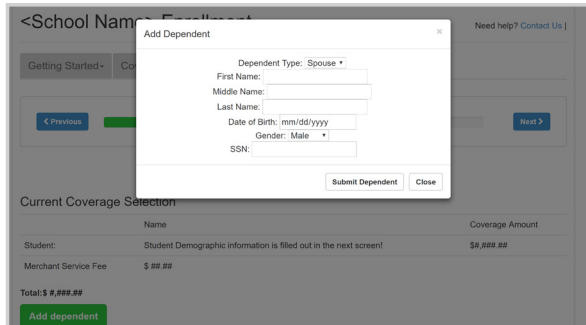 <School Nam
Enrollment
Need help? Contact Us |
Add Dependent
×
Getting Started
Dependent Type: Spouse
First Name:
Middle Name:
Last Name:
Date of Birth: mm/dd/yyyy
Gender: Male
SSN:
Previous
Next
Submit Dependent
Close
Current Coverage Selection
Name
Coverage Amount
Student:
Student Demographic information is filled out in the next screen!
$#,###.##
Merchant Service Fee
$ ##.##
Total:$ #,###.##
Add dependent